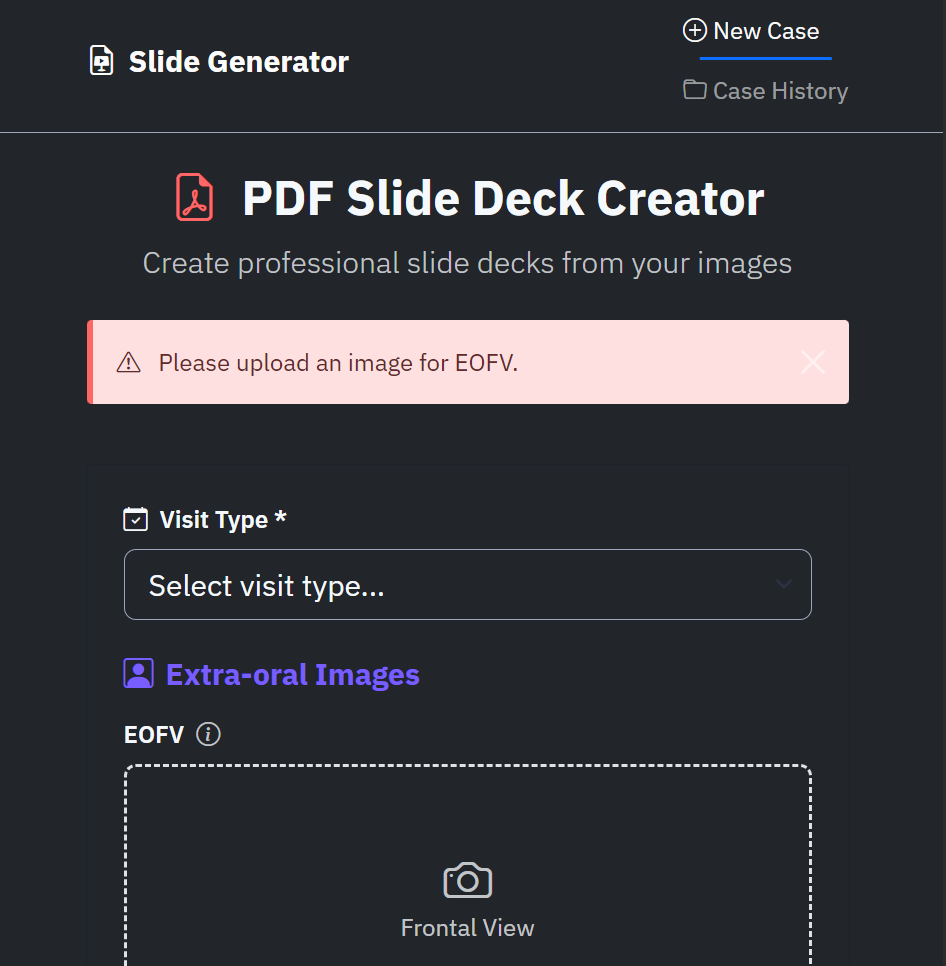 Slide Generator
New Case
Case History
PDF Slide Deck Creator
Create professional slide decks from your images
Please upload an image for EOFV.
Visit Type *
Select visit type...
Extra-oral Images
EOFV
Frontal View